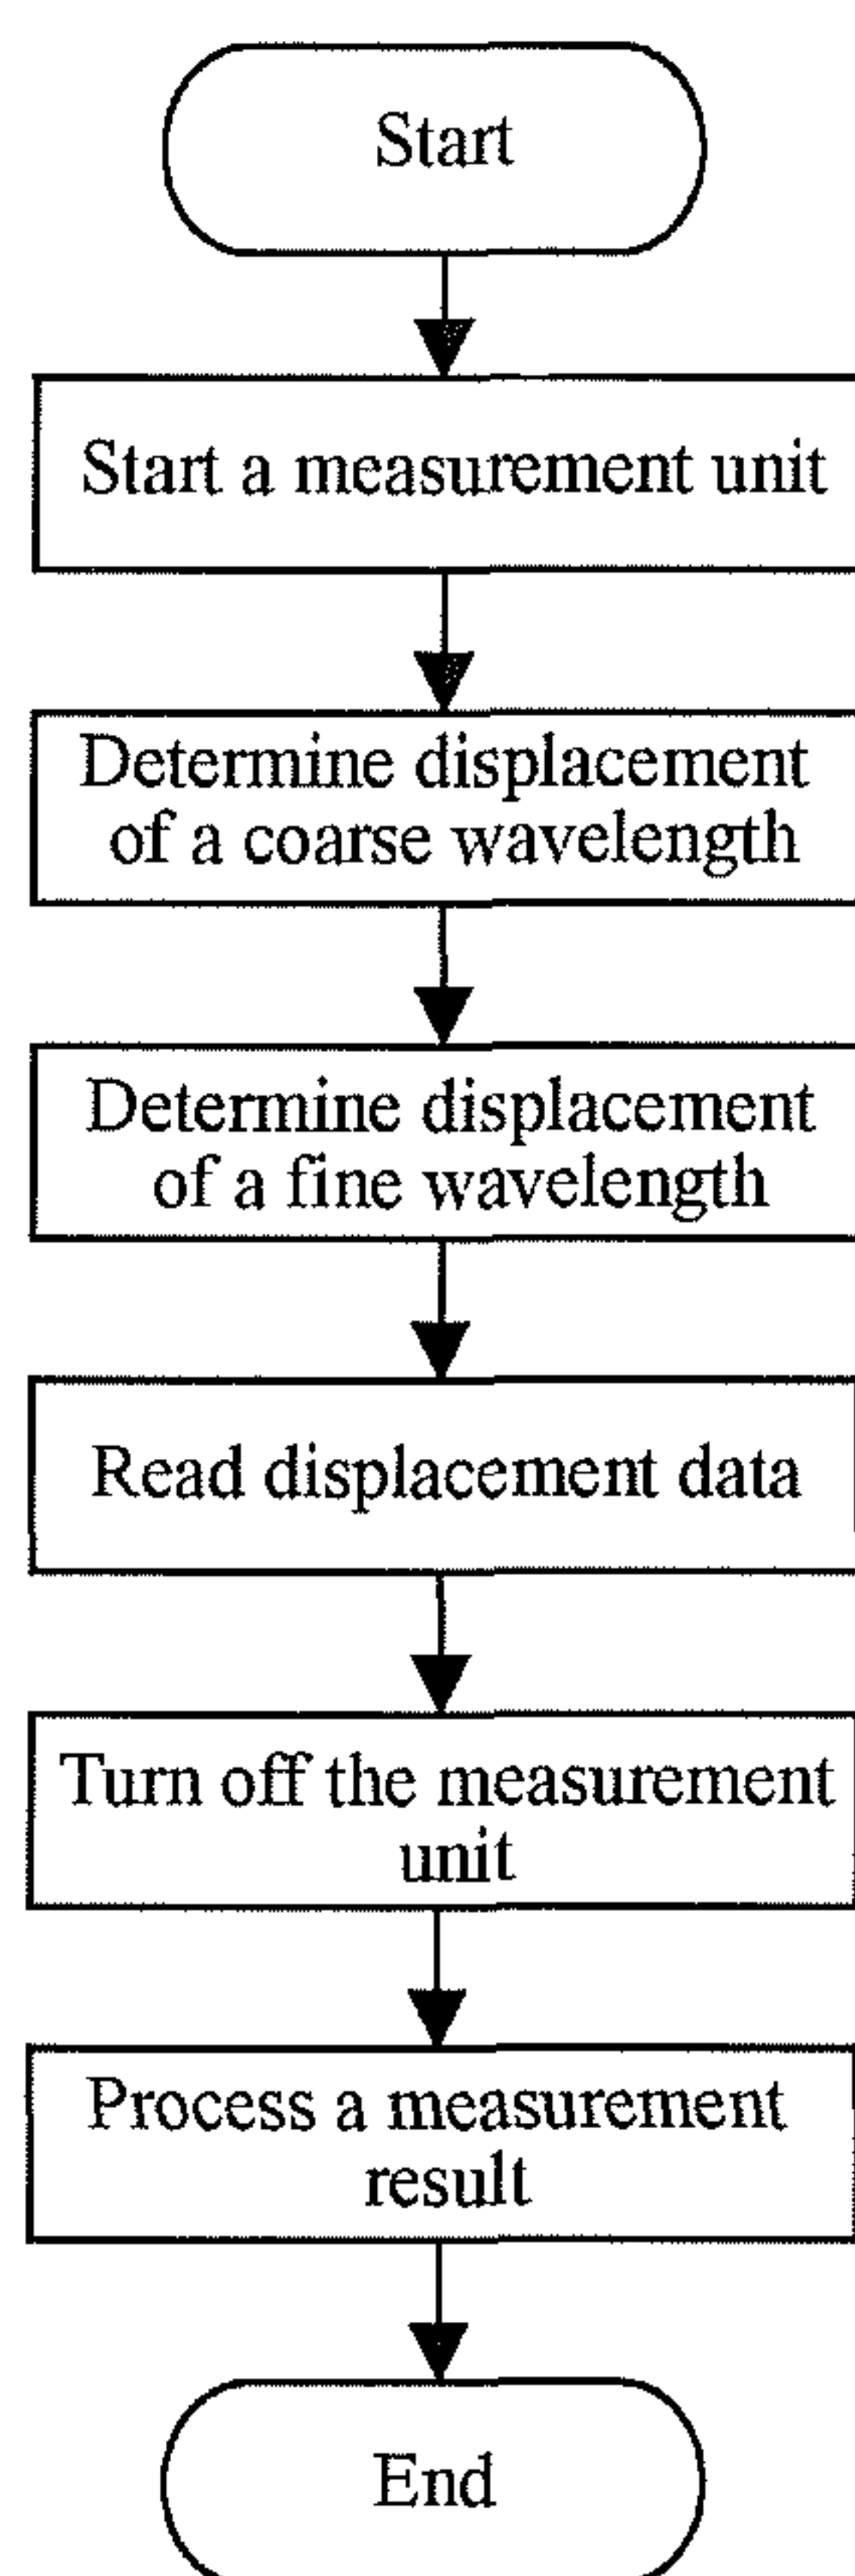 Start
Start a measurement unit
Determine displacement
of a coarse wavelength
Determine displacement
of a fine wavelength
Read displacement data
Turn off the measurement
unit
Process a measurement
result
End